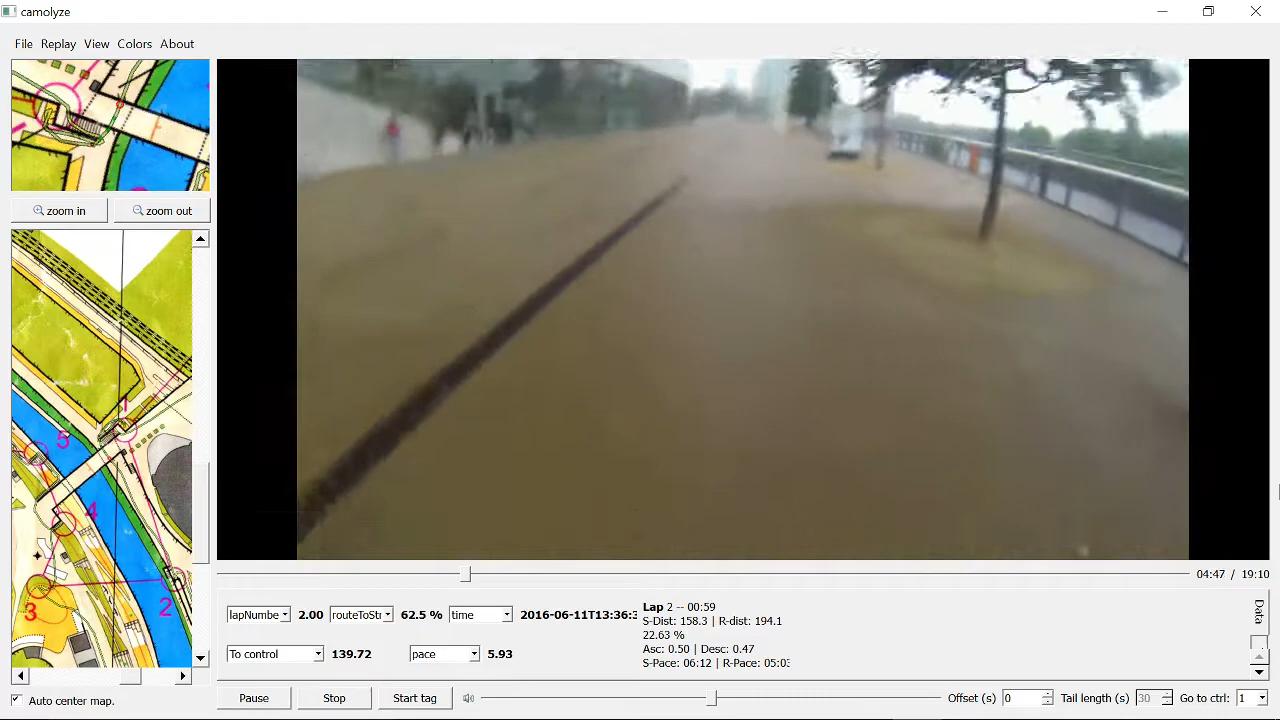 camolyze
File Replay View Colors About
zoom in zoom out
1
5
4
3
2
04:47 / 19:10
lapNumbe 2.00 routeToStr 62.5 % time 2016-06-11T13:36:3
To control 139.72 pace 5.93
Lap 2 -- 00:59
S-Dist: 158.3 | R-dist: 194.1
22.63 %
Asc: 0.50 | Desc: 0.47
S-Pace: 06:12 | R-Pace: 05:0
Data
Auto center map.
Pause Stop Start tag Offset (s) 0 Tail length (s) 30 Go to ctrl: 1